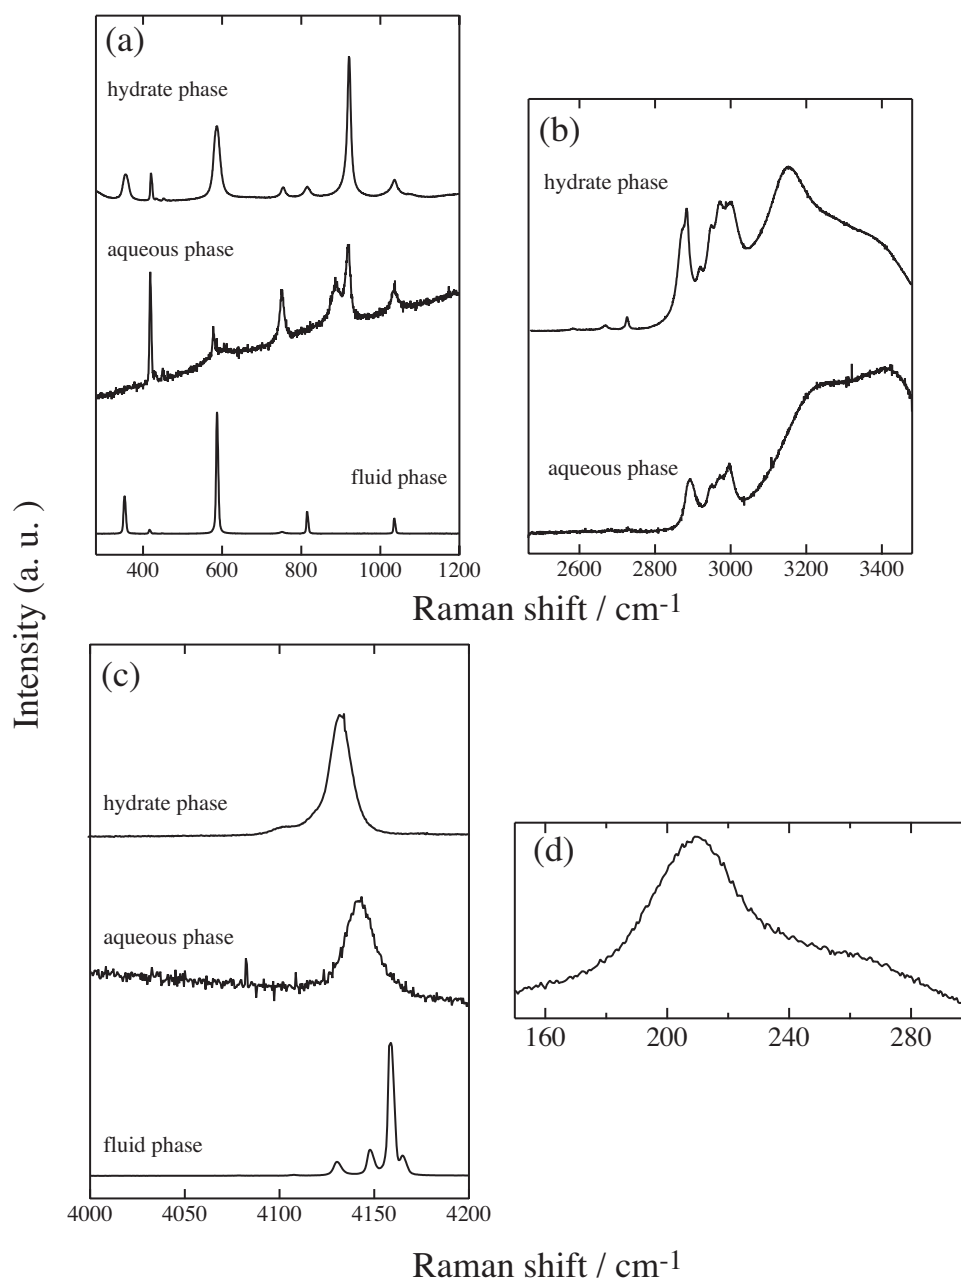 (a)
hydrate phase
aqueous phase
fluid phase
400 600 800 1000 1200
(b)
hydrate phase
aqueous phase
2600 2800 3000 3200 3400
Raman shift / cm-1
Intensity (a. u. )
(c)
hydrate phase
aqueous phase
fluid phase
4000 4050 4100 4150 4200
(d)
160 200 240 280
Raman shift / cm-1